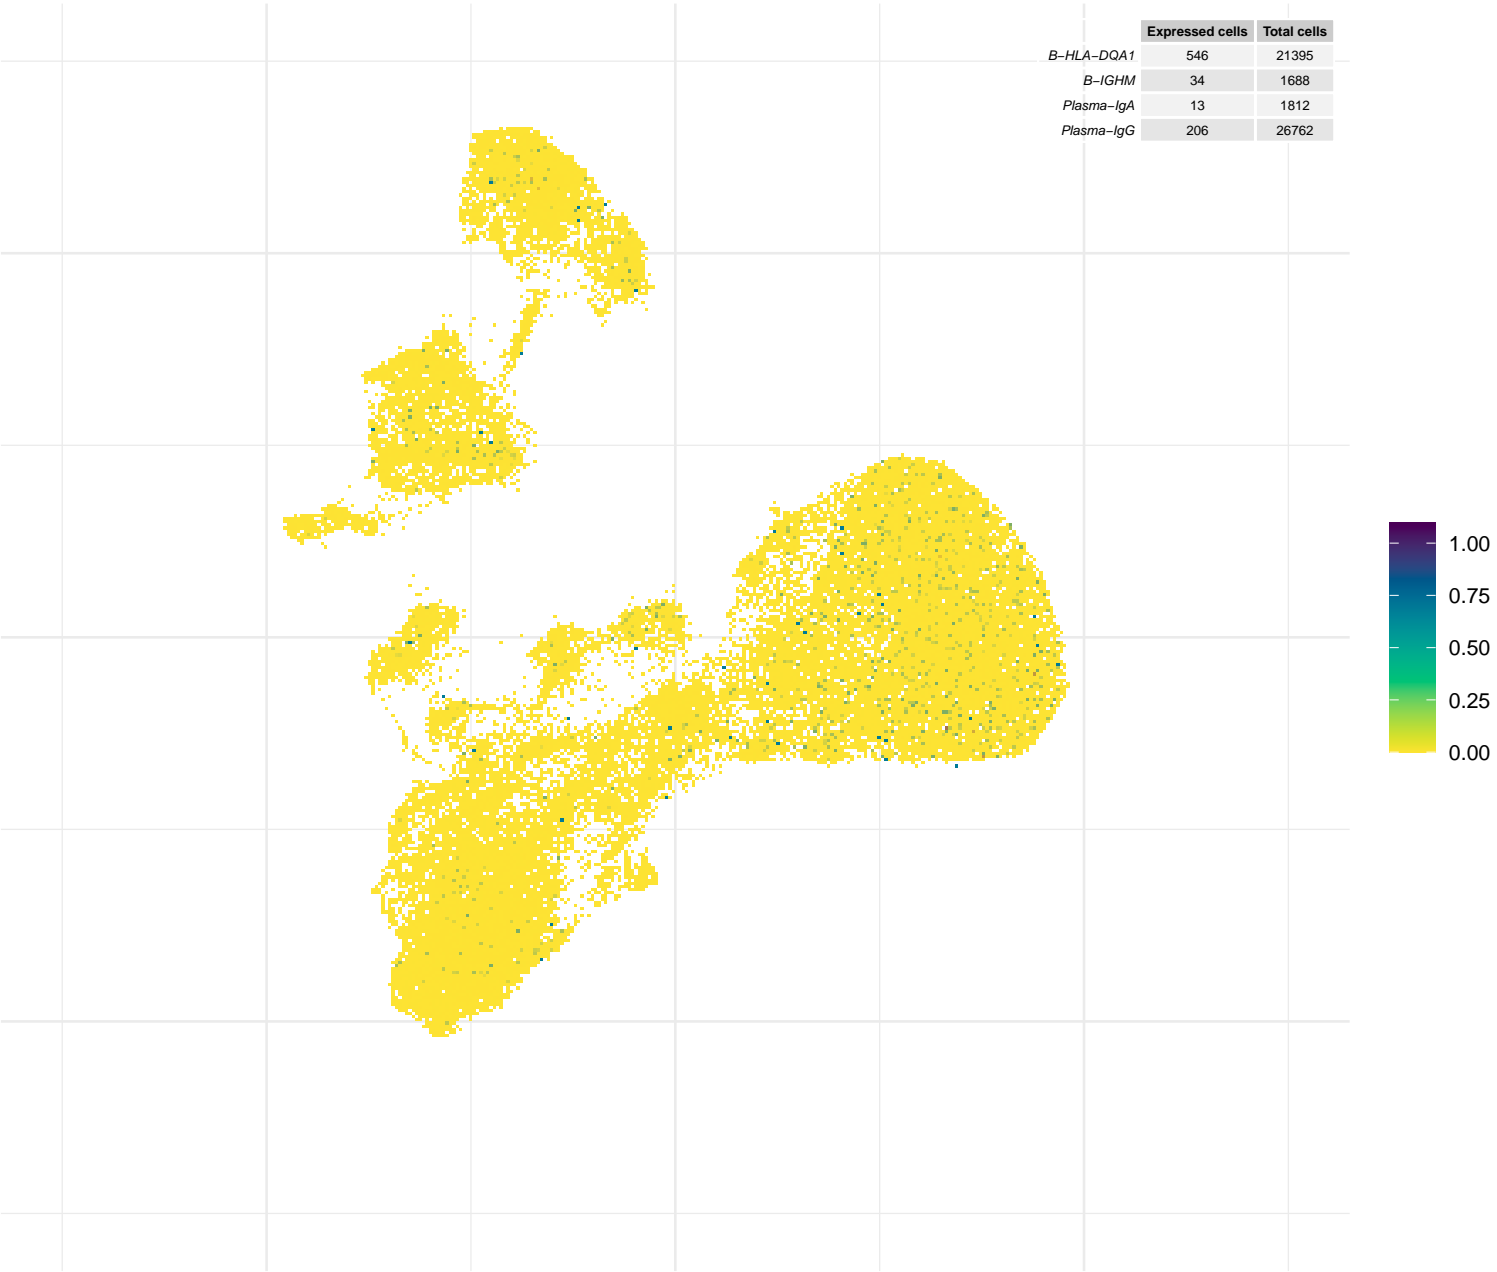 Expressed cells Total cells
B−HLA−DQA1 546 21395
B−IGHM 34 1688
Plasma−IgA 13 1812
Plasma−IgG 206 26762
1.00
0.75
0.50
0.25
0.00